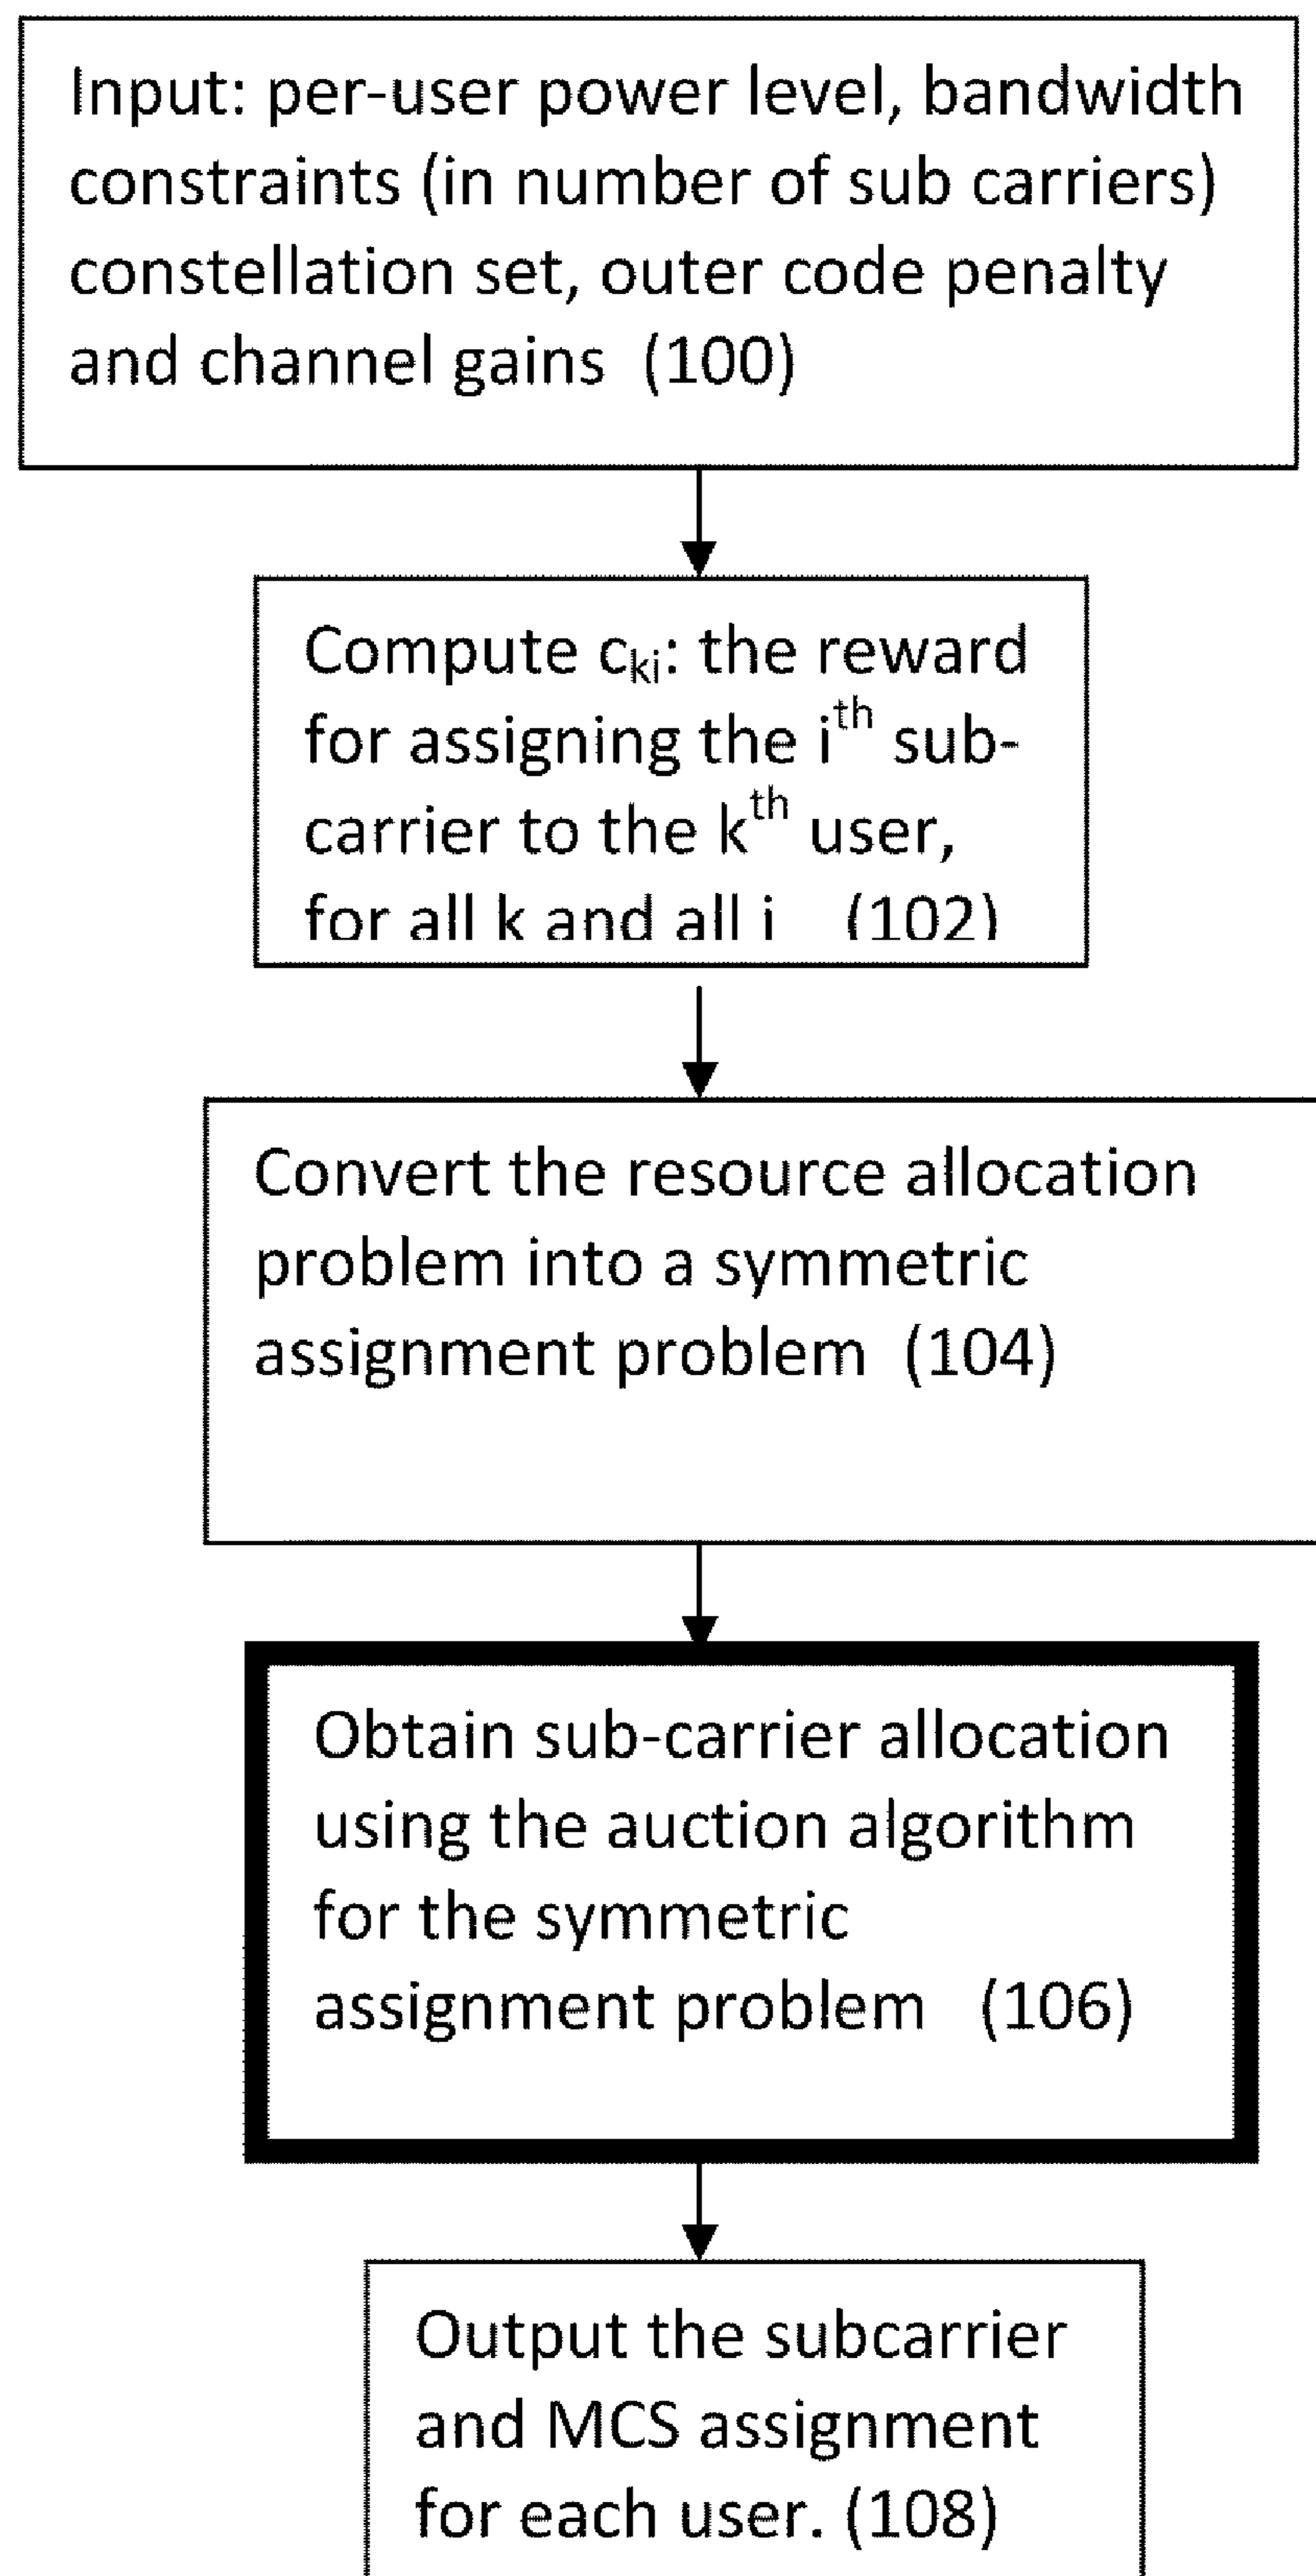 Input: per-user power level, bandwidth
constraints (in number of sub carriers)
constellation set, outer code penalty
and channel gains (100)
Compute cₖᵢ: the reward
for assigning the iᵗʰ sub-
carrier to the kᵗʰ user,
for all k and all i (102)
Convert the resource allocation
problem into a symmetric
assignment problem (104)
Obtain sub-carrier allocation
using the auction algorithm
for the symmetric
assignment problem (106)
Output the subcarrier
and MCS assignment
for each user. (108)